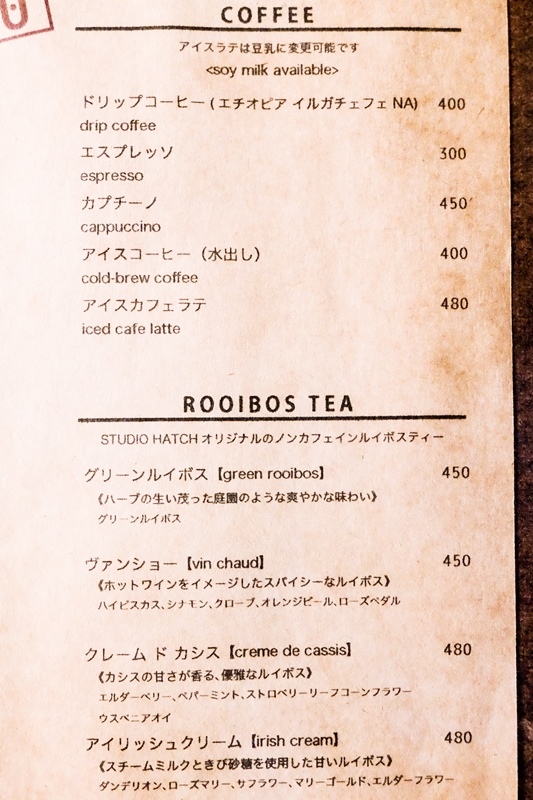 COFFEE
アイスラテは豆乳に変更可能です
<soy milk available>
ドリップコーヒー ( エチオピア イルガチェフェ NA) 400
drip coffee
エスプレッソ 300
espresso
カプチーノ 450
cappuccino
アイスコーヒー（水出し） 400
cold-brew coffee
アイスカフェラテ 480
iced cafe latte
ROOIBOS TEA
STUDIO HATCH オリジナルのノンカフェインルイボスティー
グリーンルイボス【green rooibos】 450
《ハーブの生い茂った庭園のような爽やかな味わい》
グリーンルイボス
ヴァンショー【vin chaud】 450
《ホットワインをイメージしたスパイシーなルイボス》
ハイビスカス、シナモン、クローブ、オレンジピール、ローズペダル
クレーム ド カシス【creme de cassis】 480
《カシスの甘さが香る、優雅なルイボス》
エルダーベリー、ペパーミント、ストロベリーリーフコーンフラワー
ウスベニアオイ
アイリッシュクリーム【irish cream】 480
《スチームミルクときび砂糖を使用した甘いルイボス》
ダンデリオン、ローズマリー、サフラワー、マリーゴールド、エルダーフラワー